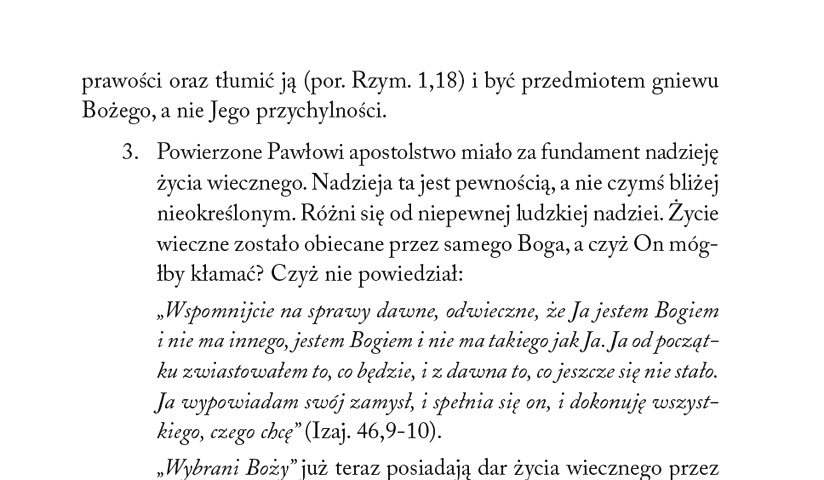 prawości oraz tłumić ją (por. Rzym. 1,18) i być przedmiotem gniewu
Bożego, a nie Jego przychylności.
3. Powierzone Pawłowi apostolstwo miało za fundament nadzieję
życia wiecznego. Nadzieja ta jest pewnością, a nie czymś bliżej
nieokreślonym. Różni się od niepewnej ludzkiej nadziei. Życie
wieczne zostało obiecane przez samego Boga, a czyż On móg-
łby kłamać? Czyż nie powiedział:
„Wspomnijcie na sprawy dawne, odwieczne, że Ja jestem Bogiem
i nie ma innego, jestem Bogiem i nie ma takiego jak Ja. Ja od począt-
ku zwiastowałem to, co będzie, i z dawna to, co jeszcze się nie stało.
Ja wypowiadam swój zamysł, i spełnia się on, i dokonuję wszyst-
kiego, czego chcę” (Izaj. 46,9-10).
„Wybrani Boży” już teraz posiadają dar życia wiecznego przez